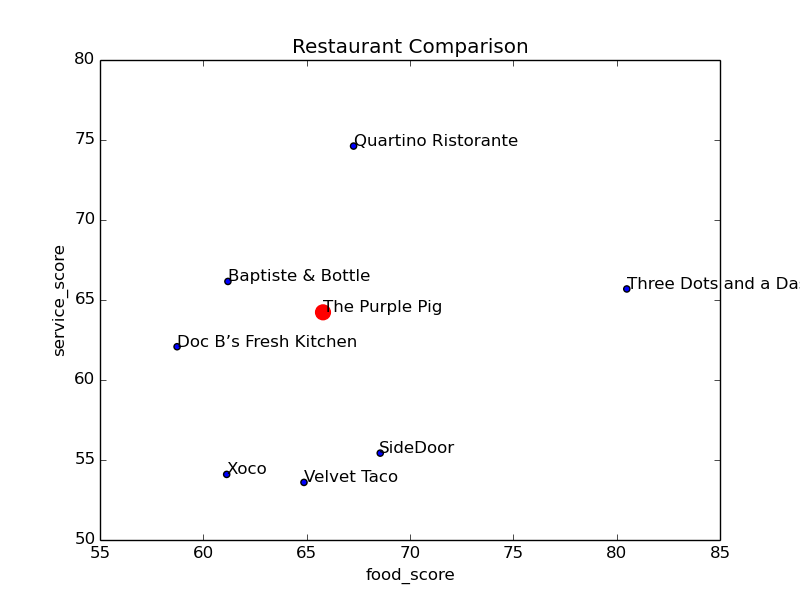 Restaurant Comparison
80
75
70
65
60
55
50
service_score
Quartino Ristorante
Baptiste & Bottle
Three Dots and a Da
The Purple Pig
Doc B’s Fresh Kitchen
SideDoor
Xoco
Velvet Taco
55 60 65 70 75 80 85
food_score